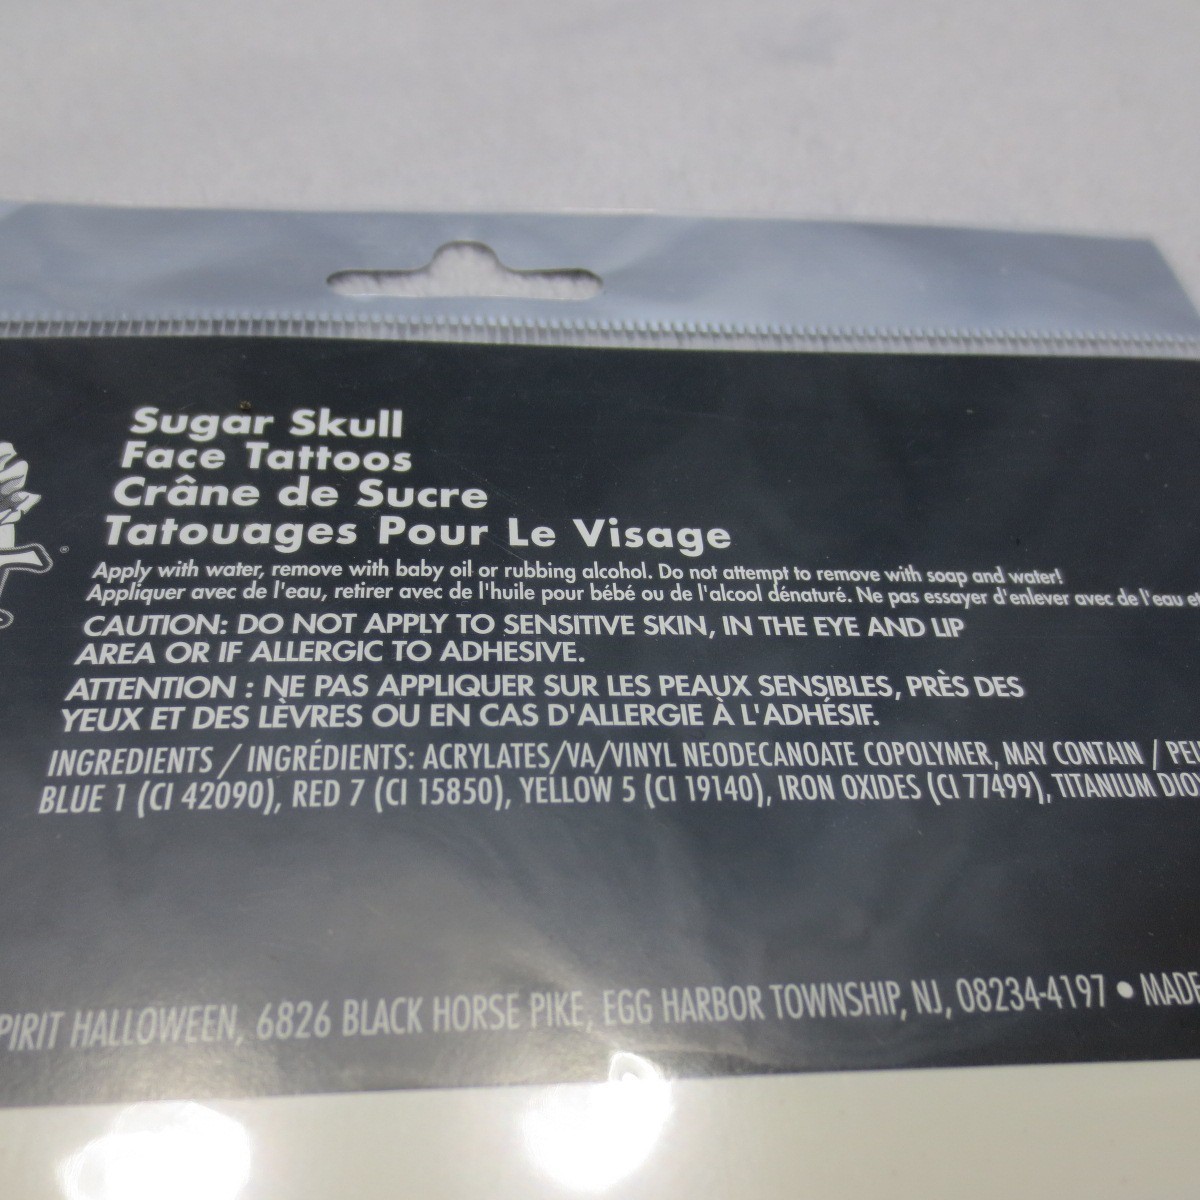 Sugar Skull
Face Tattoos
Crâne de Sucre
Tatouages Pour Le Visage
Apply with water, remove with baby oil or rubbing alcohol. Do not attempt to remove with soap and water!
Appliquer avec de l'eau, retirer avec de l'huile pour bébé ou de l'alcool dénaturé. Ne pas essayer d'enlever avec de l'eau et
CAUTION: DO NOT APPLY TO SENSITIVE SKIN, IN THE EYE AND LIP
AREA OR IF ALLERGIC TO ADHESIVE.
ATTENTION : NE PAS APPLIQUER SUR LES PEAUX SENSIBLES, PRÈS DES
YEUX ET DES LÈVRES OU EN CAS D'ALLERGIE À L'ADHÉSIF.
INGREDIENTS / INGRÉDIENTS: ACRYLATES/VA/VINYL NEODECANOATE COPOLYMER, MAY CONTAIN / PEU
BLUE 1 (CI 42090), RED 7 (CI 15850), YELLOW 5 (CI 19140), IRON OXIDES (CI 77499), TITANIUM DIO
PIRIT HALLOWEEN, 6826 BLACK HORSE PIKE, EGG HARBOR TOWNSHIP, NJ, 08234-4197 • MADE